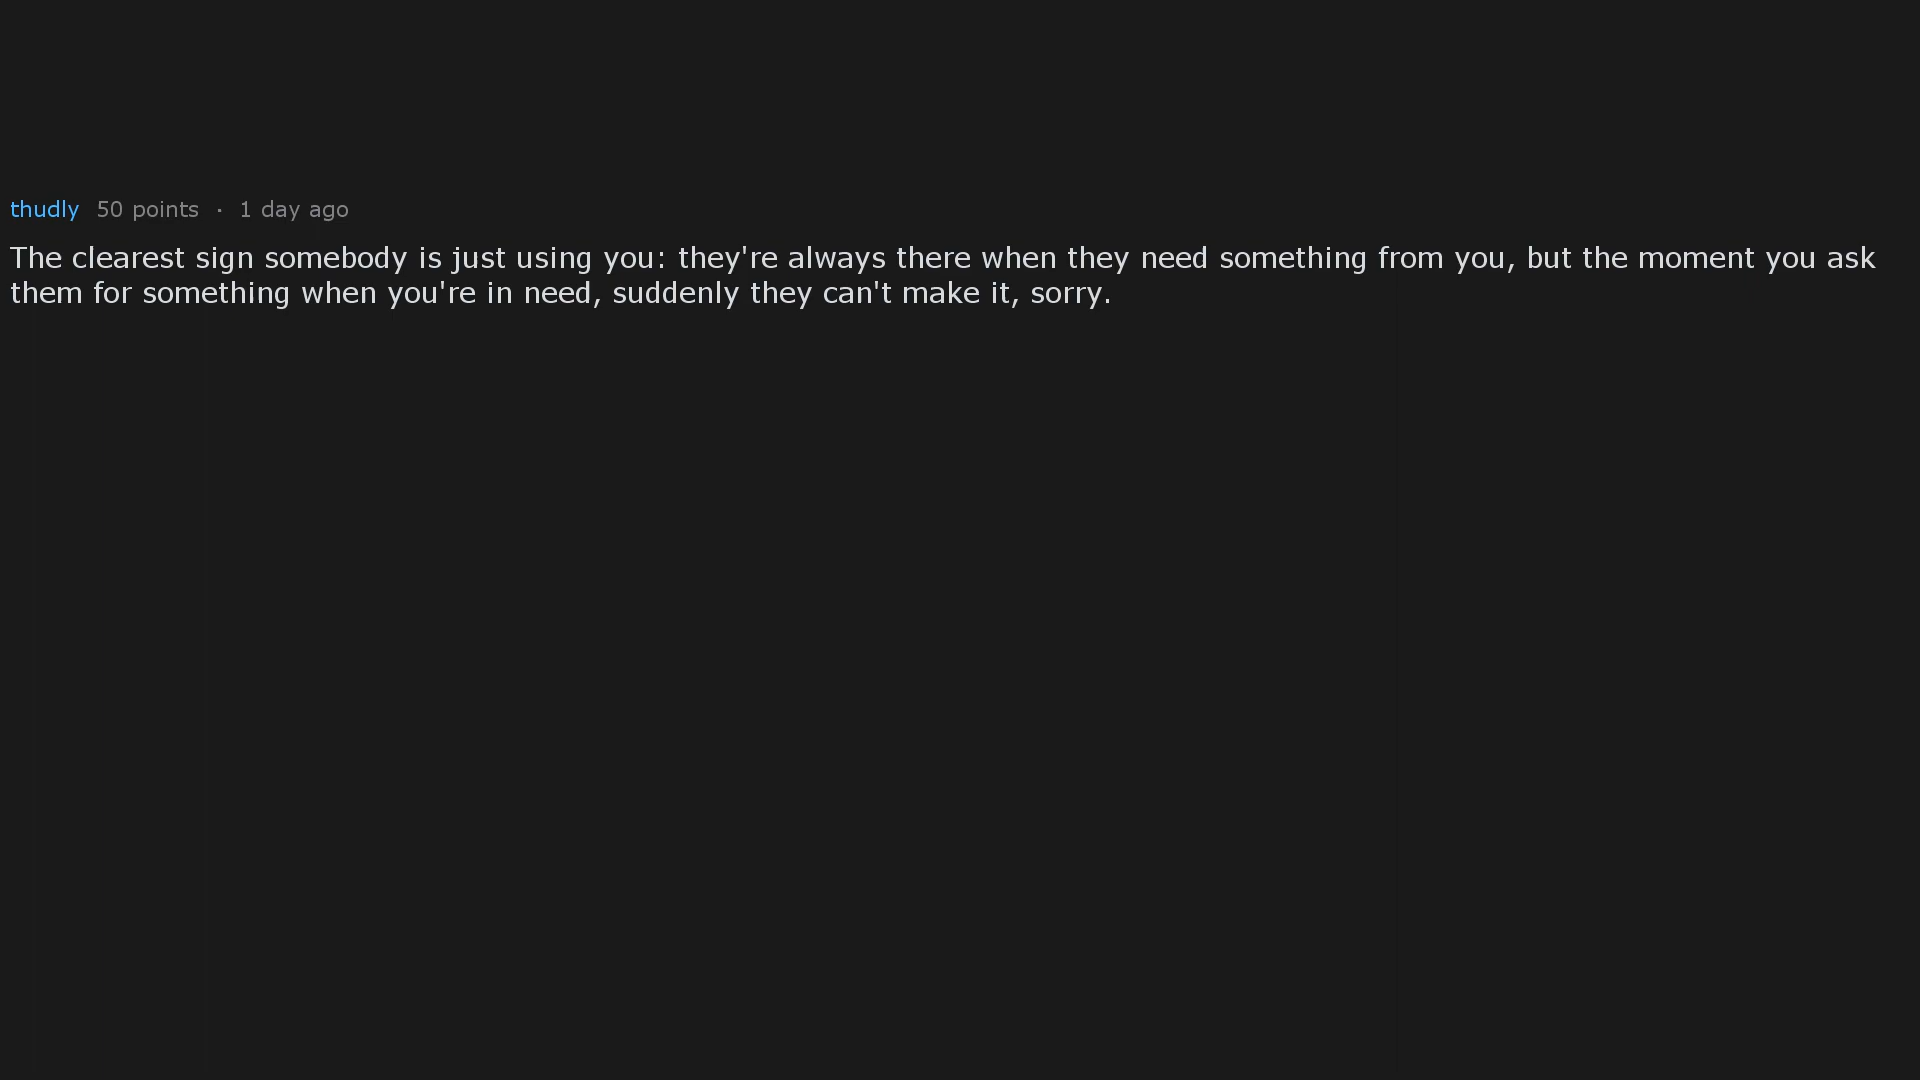 thudly 50 points · 1 day ago
The clearest sign somebody is just using you: they're always there when they need something from you, but the moment you ask
them for something when you're in need, suddenly they can't make it, sorry.